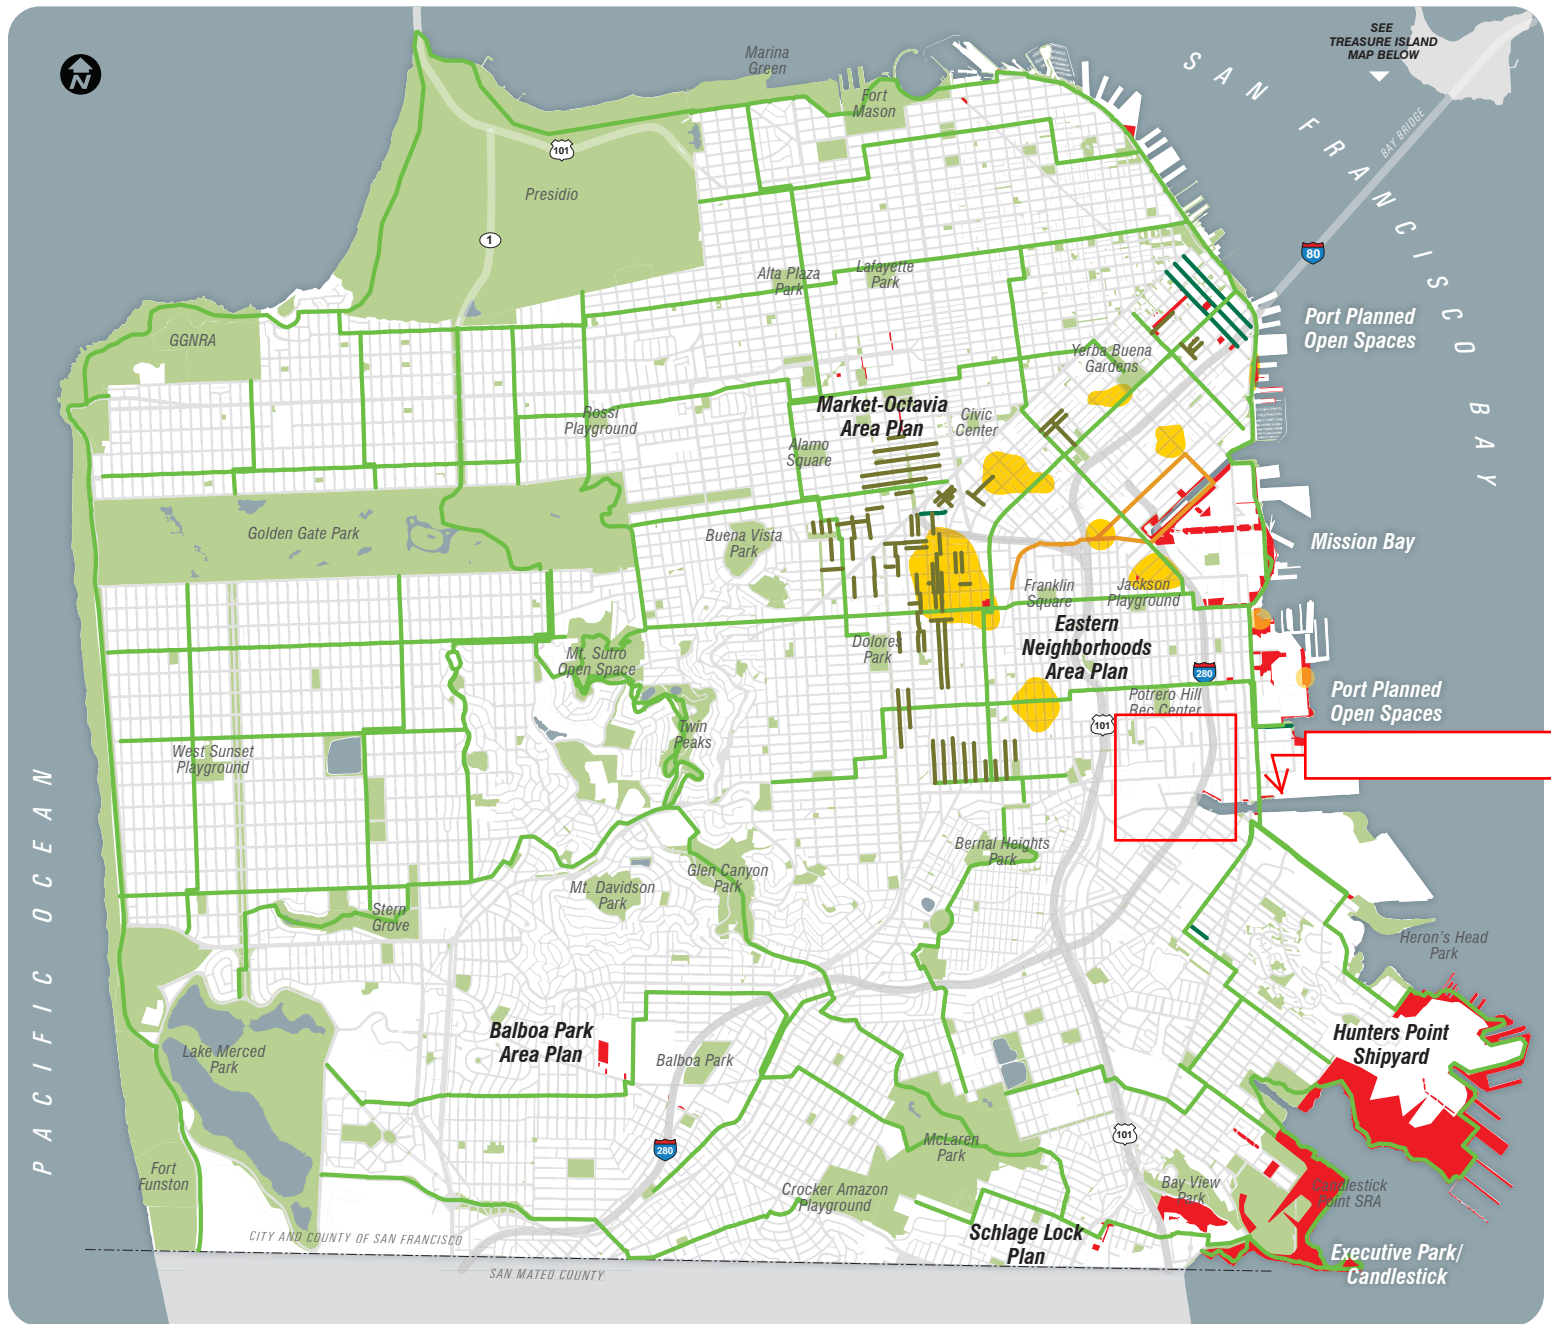 SEE
TREASURE ISLAND
MAP BELOW
N
Marina
Green
SAN FRANCISCO BAY
Fort
Mason
BAY BRIDGE
101
Presidio
1
80
Alta Plaza
Park
Lafayette
Park
Port Planned
Open Spaces
GGNRA
Yerba Buena
Gardens
Rossi
Playground
Market-Octavia
Area Plan
Civic
Center
Alamo
Square
Golden Gate Park
Buena Vista
Park
Mission Bay
Franklin
Square
Jackson
Playground
Eastern
Neighborhoods
Area Plan
Dolores
Park
Mt. Sutro
Open Space
280
Potrero Hill
Rec Center
Port Planned
Open Spaces
101
Twin
Peaks
West Sunset
Playground
PACIFIC OCEAN
Bernal Heights
Park
Glen Canyon
Park
Mt. Davidson
Park
Stern
Grove
Heron's Head
Park
Balboa Park
Area Plan
Balboa Park
Hunters Point
Shipyard
Lake Merced
Park
McLaren
Park
101
280
Fort
Funston
Crocker Amazon
Playground
Bay View
Park
Candlestick
Point SRA
Schlage Lock
Plan
CITY AND COUNTY OF SAN FRANCISCO
Executive Park/
Candlestick
SAN MATEO COUNTY